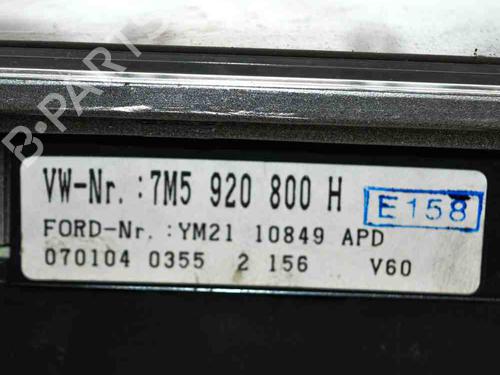 B-PARTS
VW-Nr. :7M5 920 800 H
E158
FORD-Nr. :YM21 10849 APD
070104 0355 2 156 V60